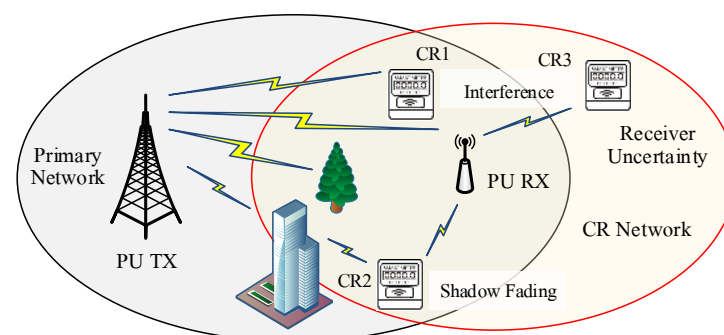 CR1
CR3
Interference
Receiver
Uncertainty
Primary
Network
PU RX
CR Network
PU TX
CR2
Shadow Fading